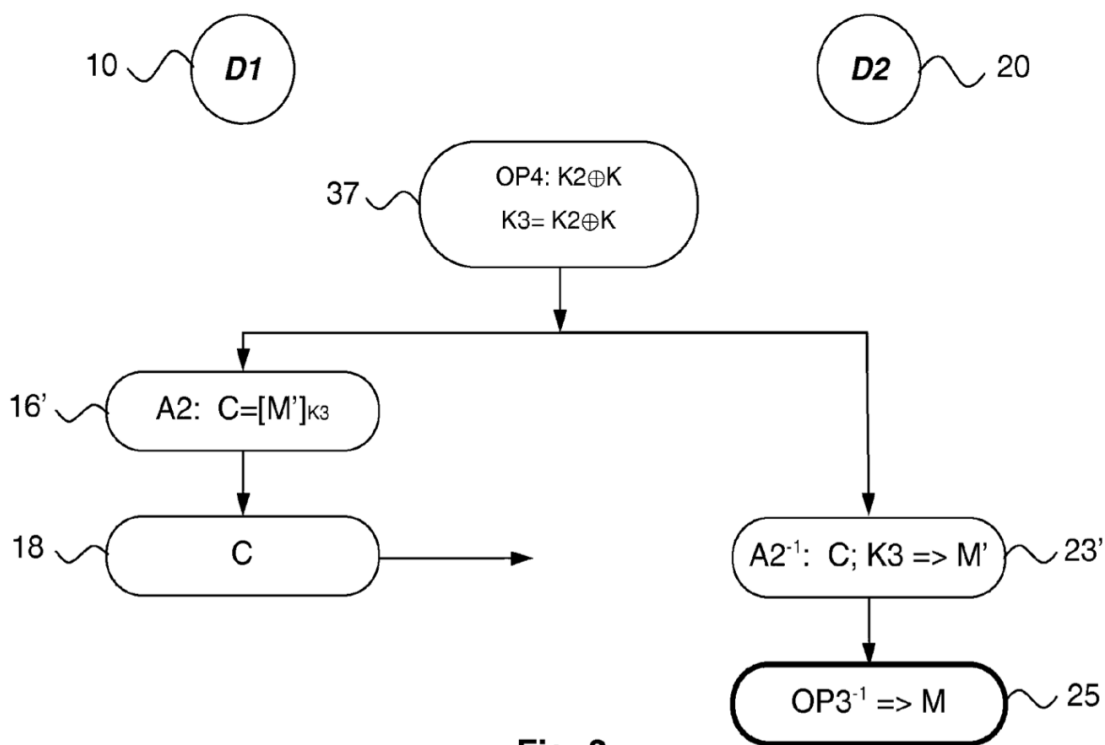 10
D1
D2
20
37
OP4: K2⊕K
K3= K2⊕K
16'
A2: C=[M']K3
18
C
A2-1: C; K3 => M'
23'
OP3-1 => M
25